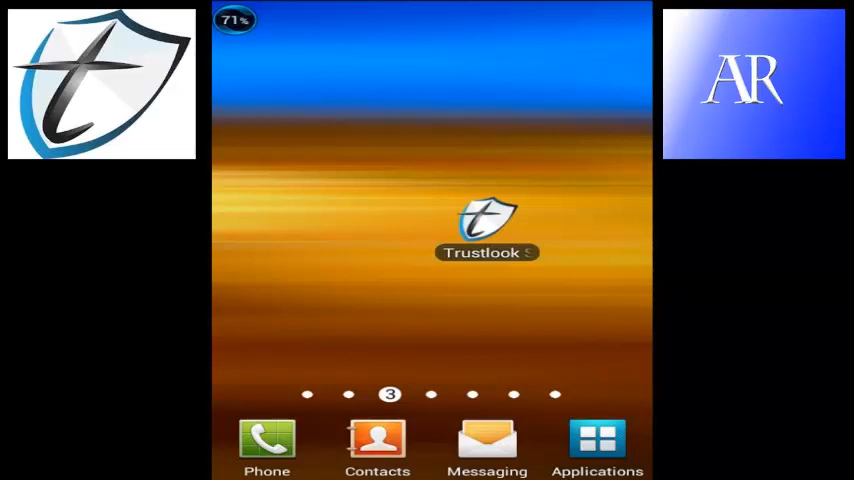 71%
t
AR
t
Trustlook S
3
Phone
Contacts
Messaging
Applications